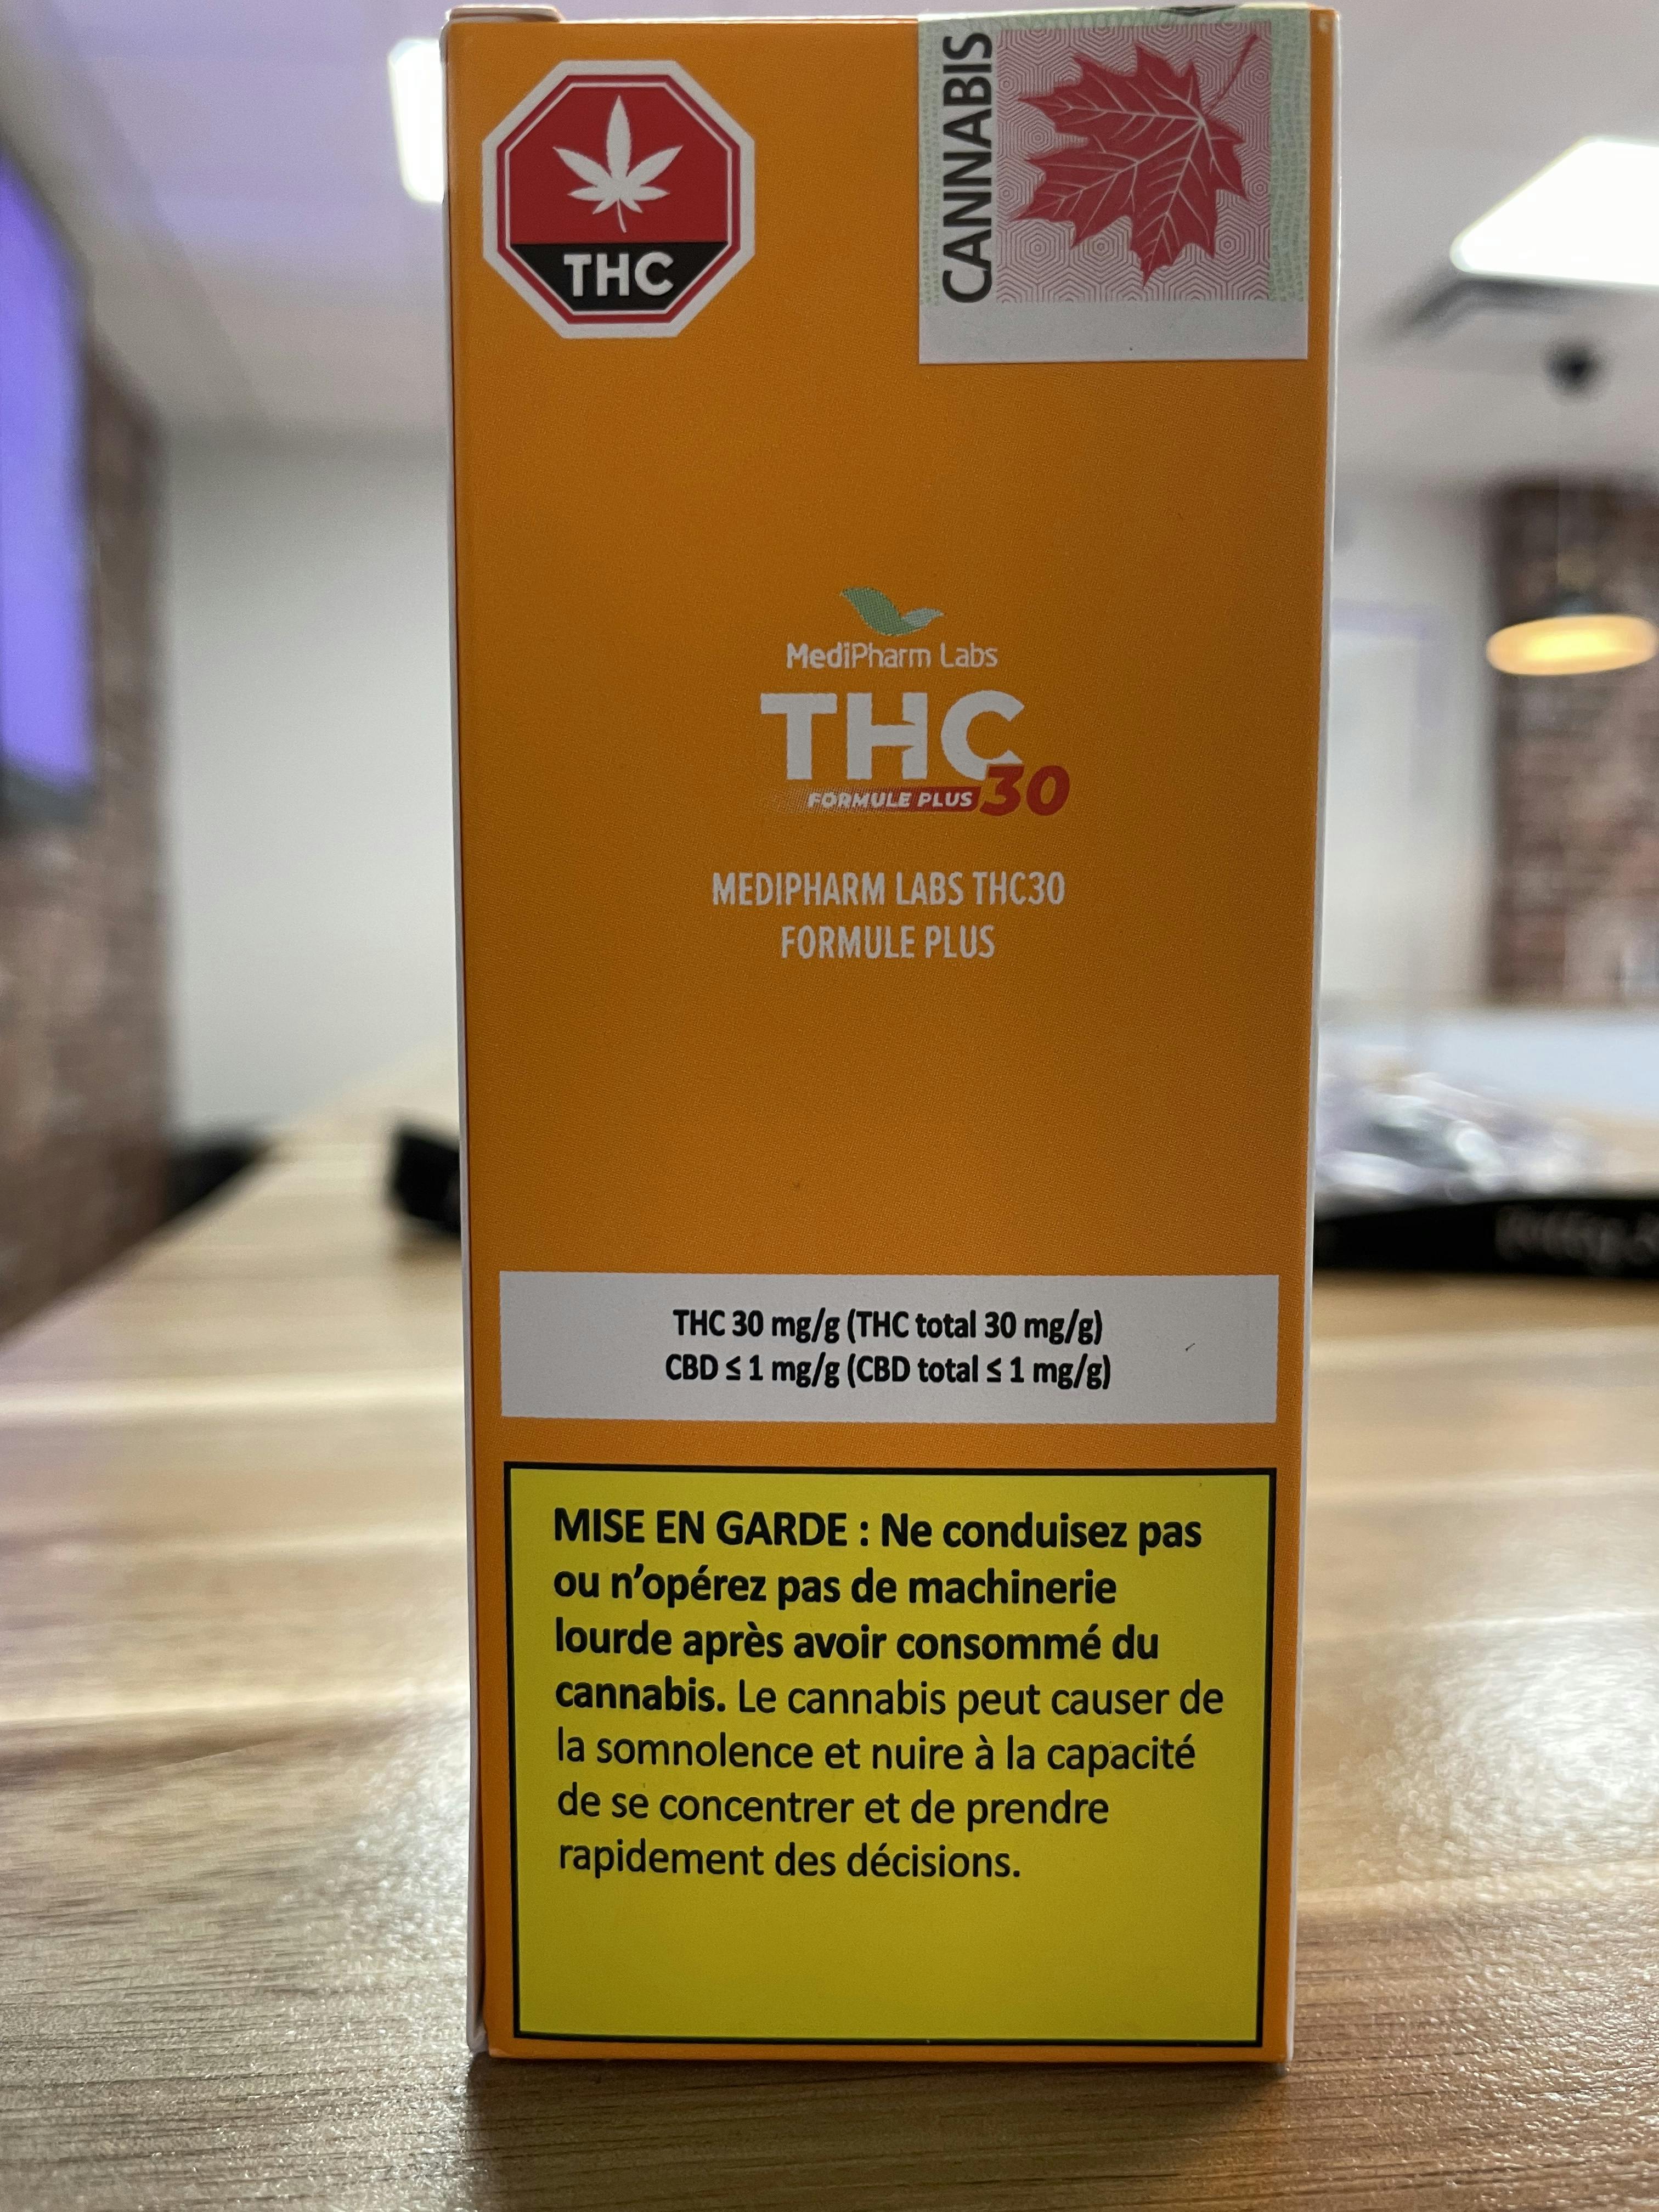 CANNABIS
THC
MediPharm Labs
THC
FORMULE PLUS 30
MEDIPHARM LABS THC30
FORMULE PLUS
THC 30 mg/g (THC total 30 mg/g)
CBD ≤ 1 mg/g (CBD total ≤ 1 mg/g)
MISE EN GARDE : Ne conduisez pas
ou n’opérez pas de machinerie
lourde après avoir consommé du
cannabis. Le cannabis peut causer de
la somnolence et nuire à la capacité
de se concentrer et de prendre
rapidement des décisions.